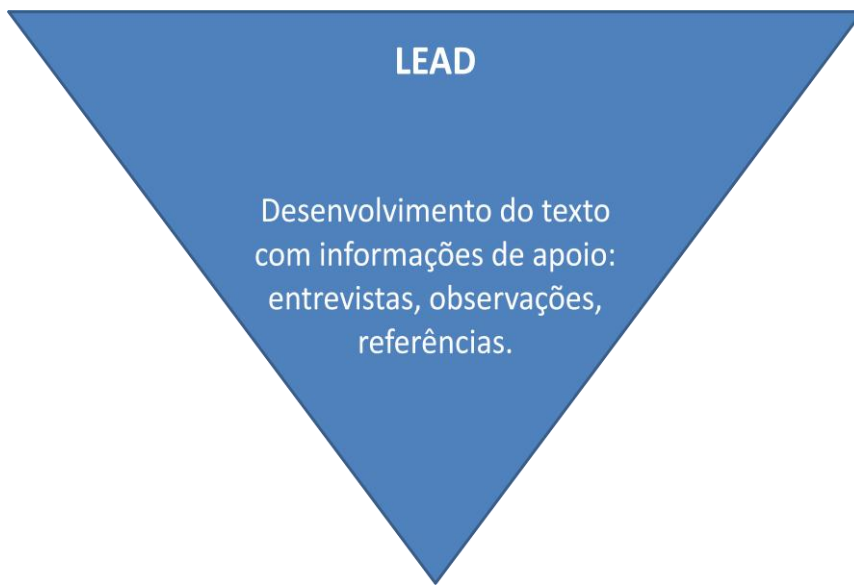 LEAD
Desenvolvimento do texto
com informações de apoio:
entrevistas, observações,
referências.